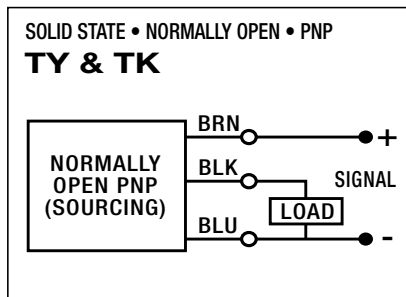 SOLID STATE • NORMALLY OPEN • PNP
TY & TK
BRN
+
NORMALLY
OPEN PNP
(SOURCING)
BLK
SIGNAL
LOAD
BLU
-